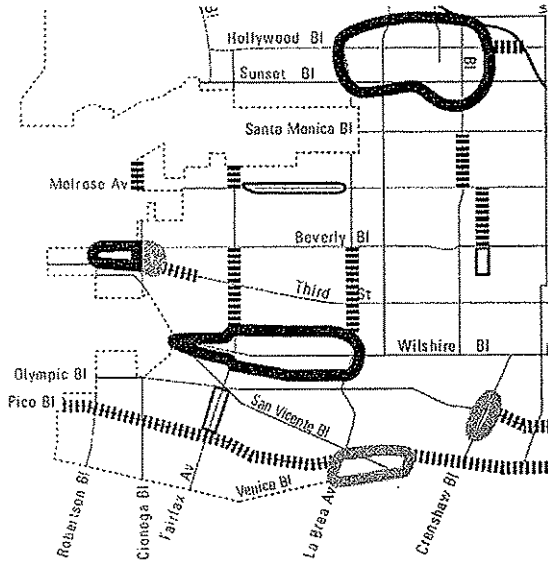 Hollywood Bl
Bl
Sunset Bl
Santa Monica Bl
Melrose Av
Beverly Bl
Third St
Wilshire Bl
Olympic Bl
Pico Bl
San Vicente Bl
Venice Bl
Robertson Bl
Cienega Bl
Fairfax Av
La Brea Av
Crenshaw Bl